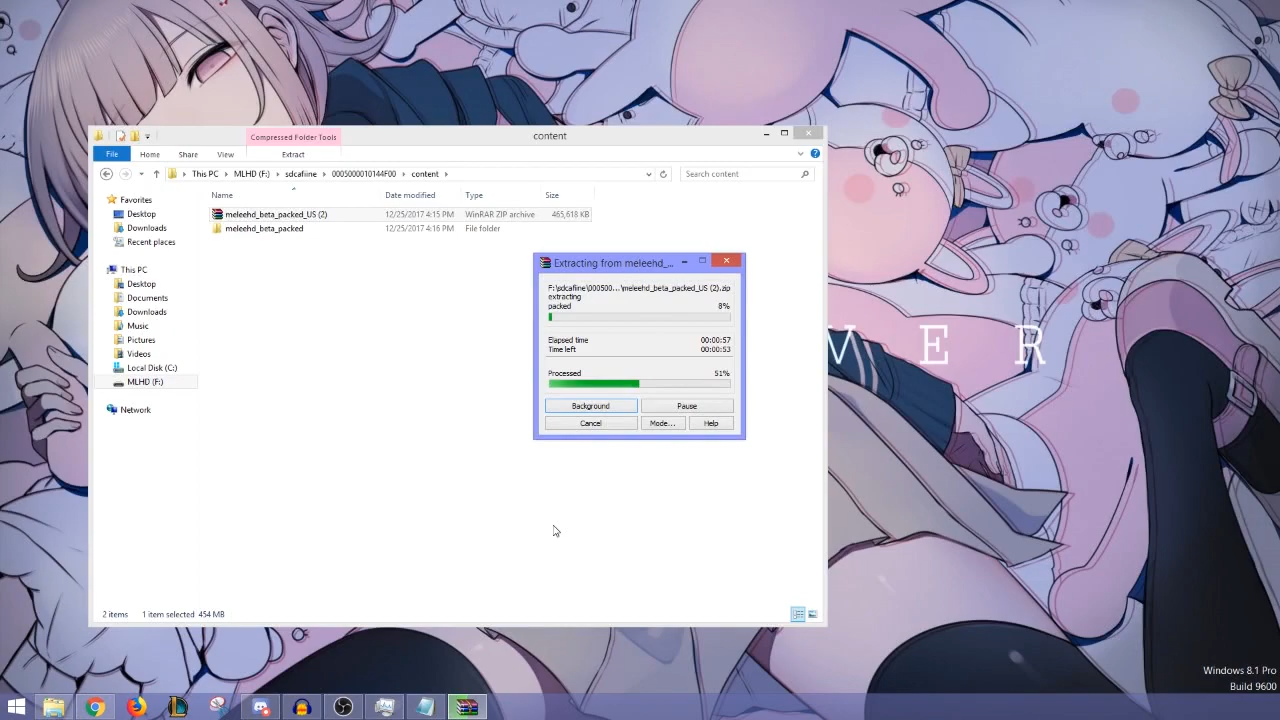 Compressed Folder Tools
content
File
Home
Share
View
Extract
This PC
MLHD (F:)
sdcafiine
0005000010144F00
content
Search content
Name
Date modified
Type
Size
meleehd_beta_packed_US (2)
12/25/2017 4:15 PM
WinRAR ZIP archive
465,618 KB
meleehd_beta_packed
12/25/2017 4:16 PM
File folder
Favorites
Desktop
Downloads
Recent places
This PC
Desktop
Documents
Downloads
Music
Pictures
Videos
Local Disk (C:)
MLHD (F:)
Network
Extracting from meleehd_...
F:\sdcafiine\000500...\meleehd_beta_packed_US (2).zip
extracting
packed
8%
Elapsed time
00:00:57
Time left
00:00:53
Processed
51%
Background
Pause
Cancel
Mode...
Help
V E R
2 items
1 item selected 454 MB
Windows 8.1 Pro
Build 9600